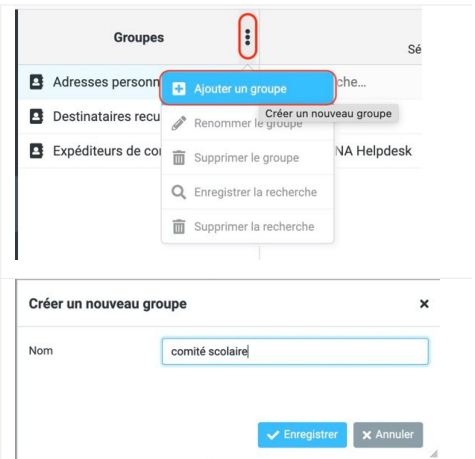 Groupes
Sé
Adresses personn
Ajouter un groupe
che...
Créer un nouveau groupe
Destinataires recu
Renommer le groupe
Expéditeurs de co
Supprimer le groupe
NA Helpdesk
Enregistrer la recherche
Supprimer la recherche
Créer un nouveau groupe
Nom
comité scolaire
Enregistrer
Annuler